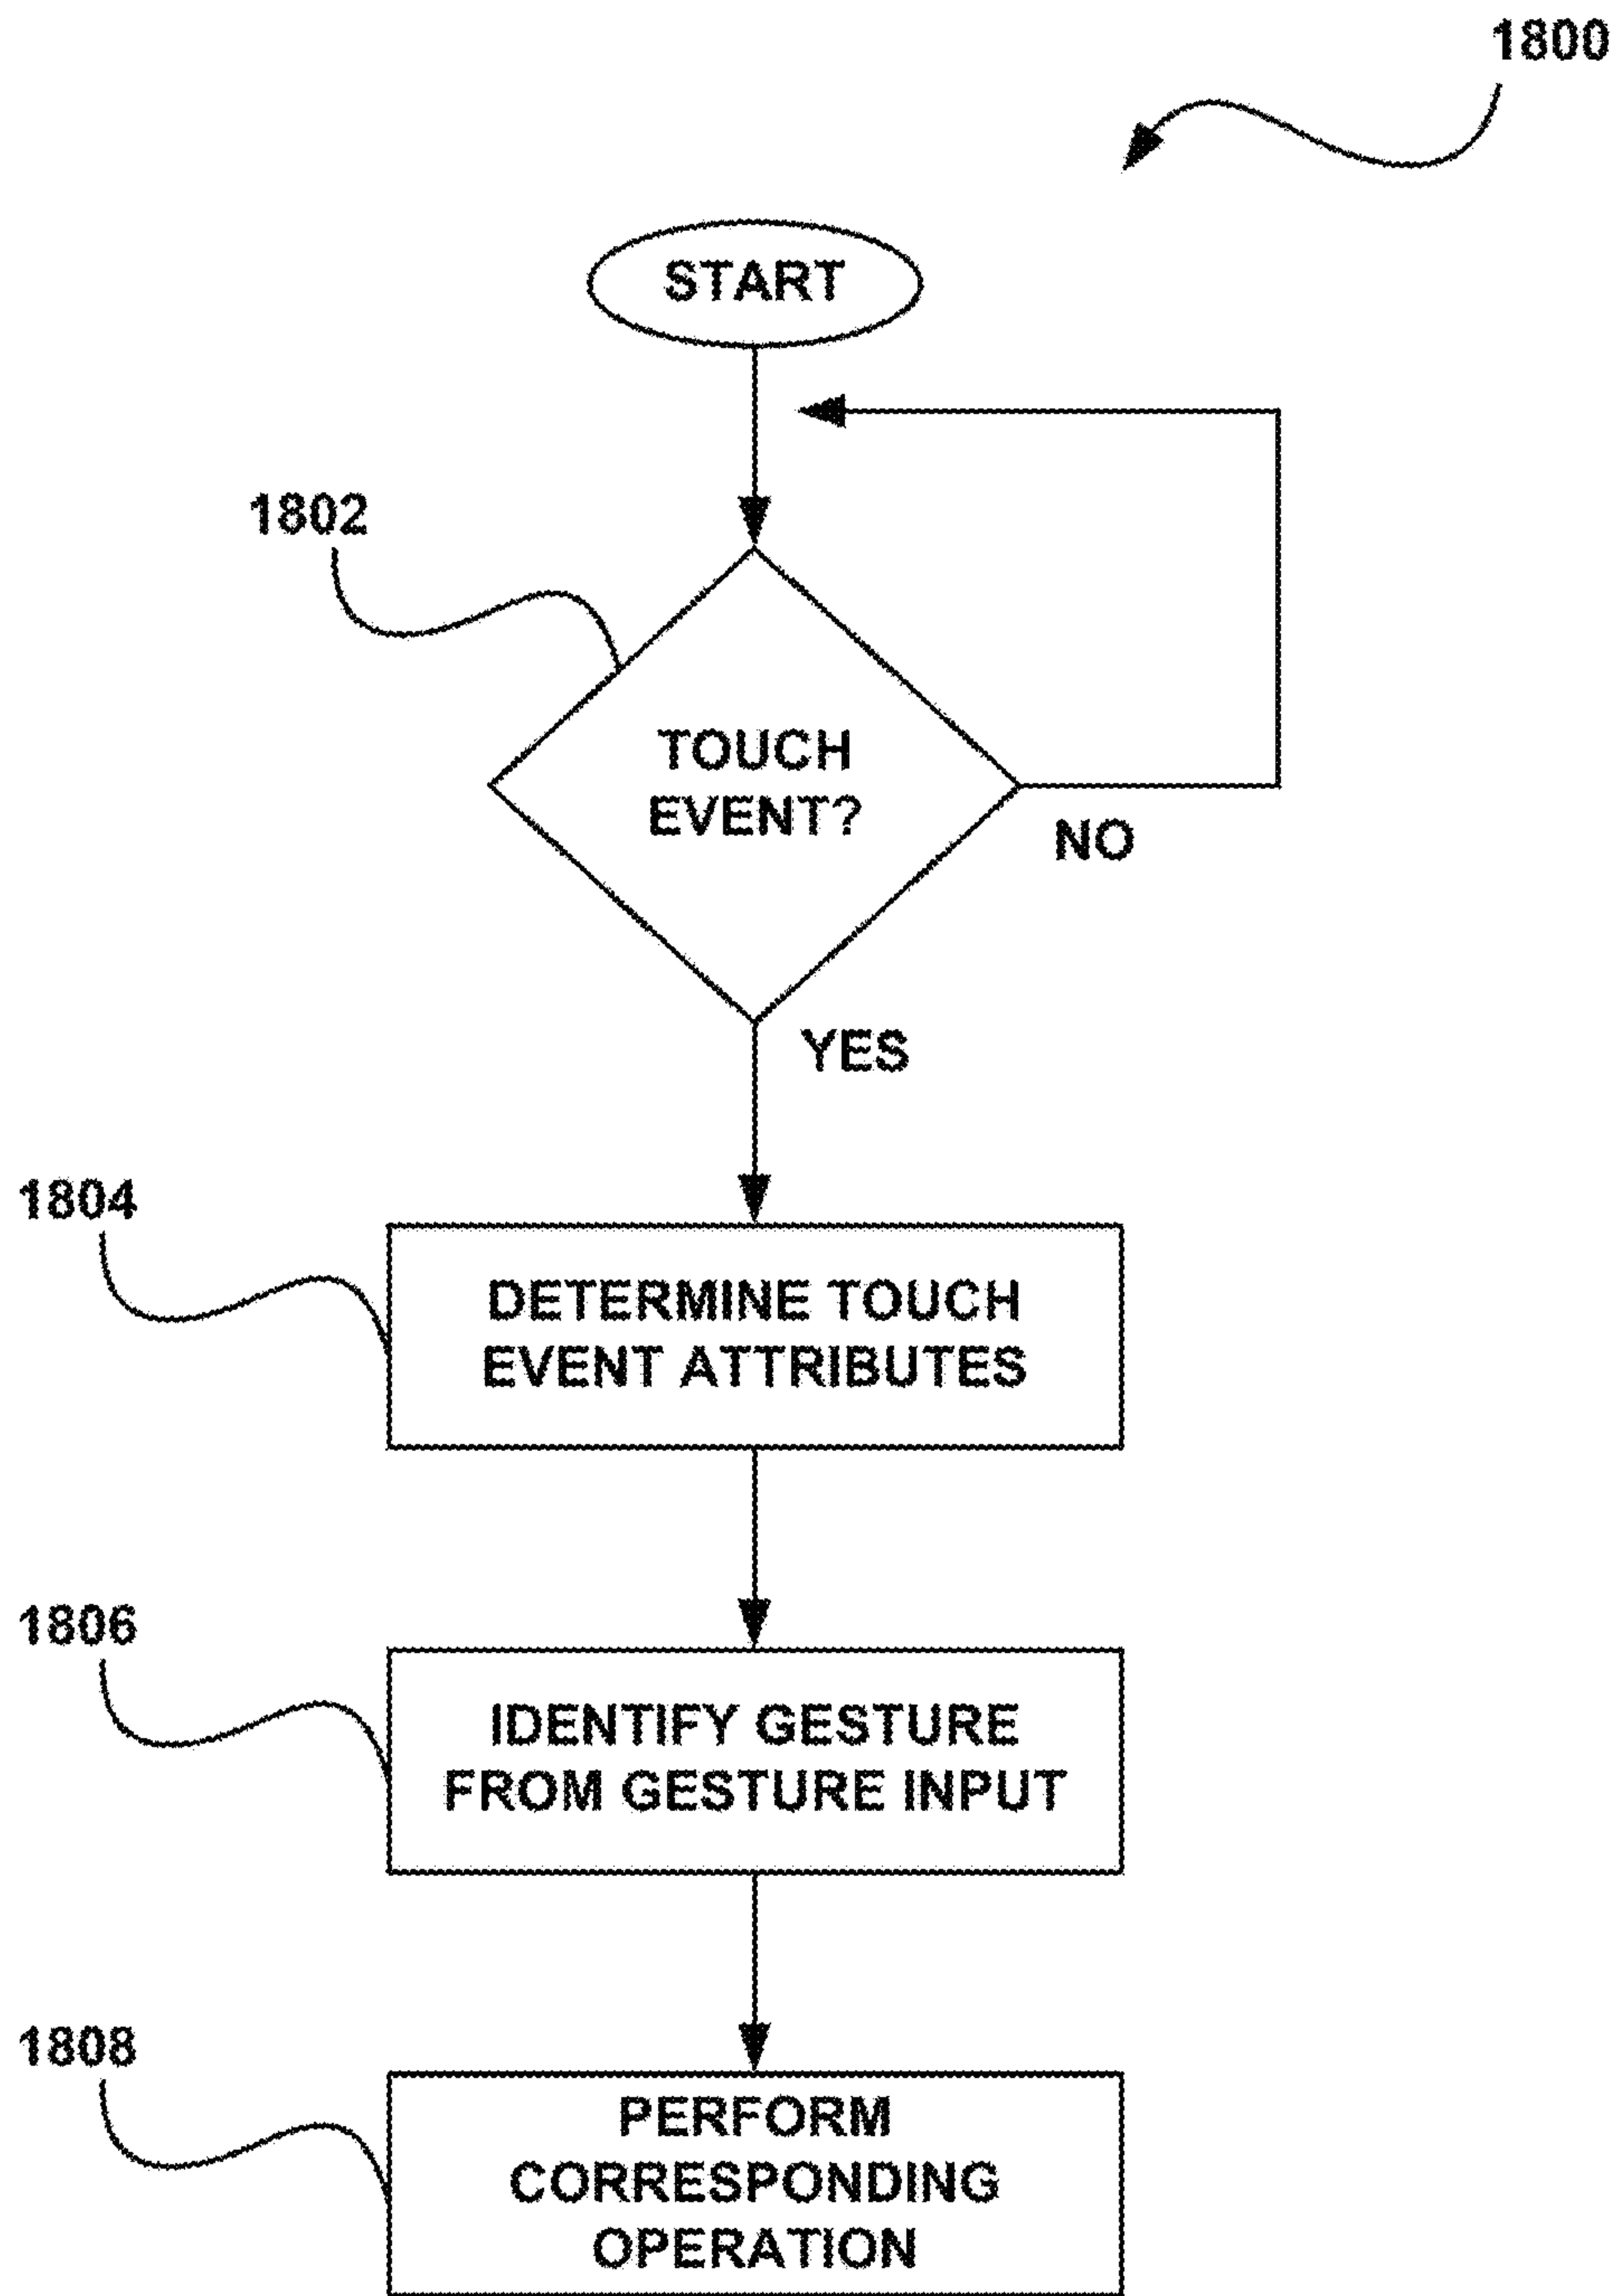 1800
START
1802
TOUCH
EVENT?
NO
YES
1804
DETERMINE TOUCH
EVENT ATTRIBUTES
1806
IDENTIFY GESTURE
FROM GESTURE INPUT
1808
PERFORM
CORRESPONDING
OPERATION